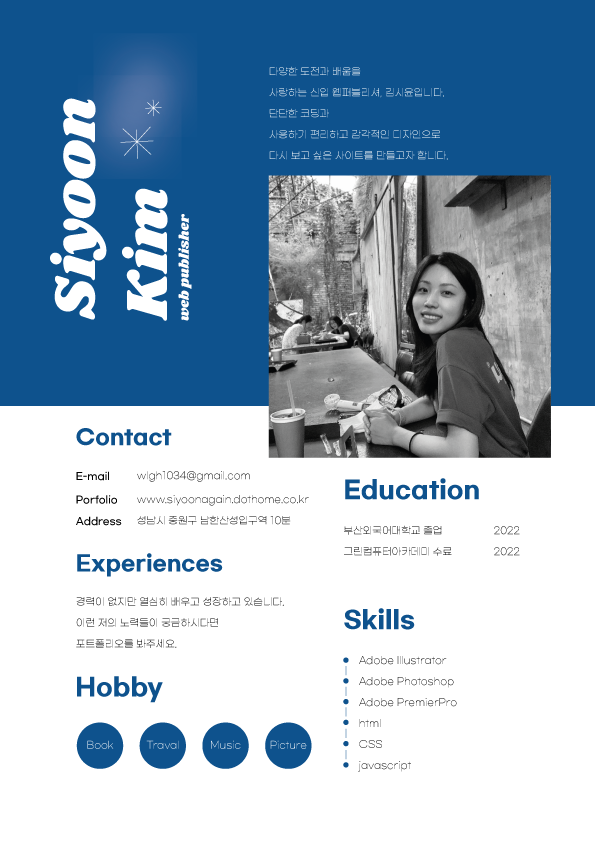 Siyoon
Kim
web publisher
다양한 도전과 배움을
사랑하는 신입 웹퍼블리셔, 김시윤입니다.
단단한 코딩과
사용하기 편리하고 감각적인 디자인으로
다시 보고 싶은 사이트를 만들고자 합니다.
Contact
E-mail wigh1034@gmail.com
Porfolio www.siyoonagain.dothome.co.kr
Address 성남시 중원구 남한산성입구역 10분
Experiences
경력이 없지만 열심히 배우고 성장하고 있습니다.
이런 저의 노력들이 궁금하시다면
포트폴리오를 봐주세요.
Hobby
Book Traval Music Picture
Education
부산외국어대학교 졸업 2022
그린컴퓨터아카데미 수료 2022
Skills
Adobe Illustrator
Adobe Photoshop
Adobe PremierPro
html
CSS
javascript